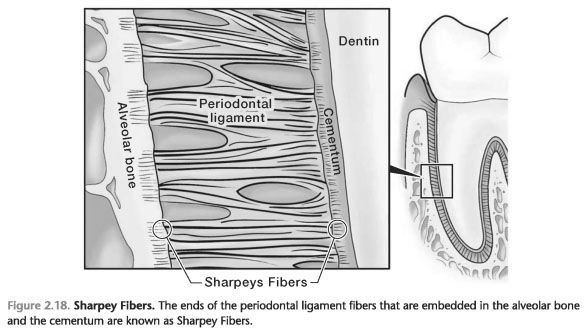 Dentin
Periodontal
ligament
Alveolar bone
Cementum
Sharpeys Fibers
Figure 2.18. Sharpey Fibers. The ends of the periodontal ligament fibers that are embedded in the alveolar bone
and the cementum are known as Sharpey Fibers.